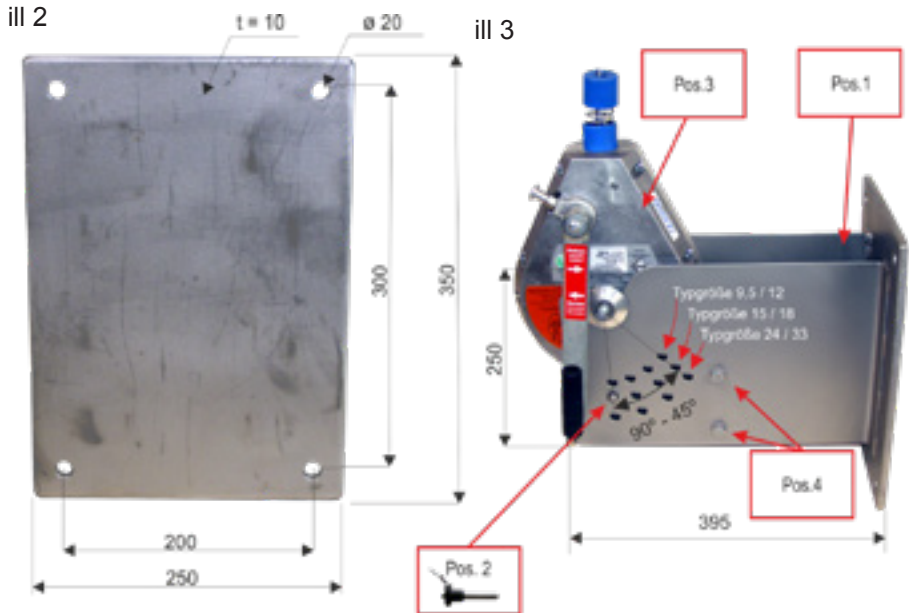 ill 2
t = 10
ø 20
300
350
200
250
ill 3
Pos.3
Pos.1
Typgröße 9,5 / 12
Typgröße 15 / 18
Typgröße 24 / 33
250
90° - 45°
Pos.4
395
Pos. 2